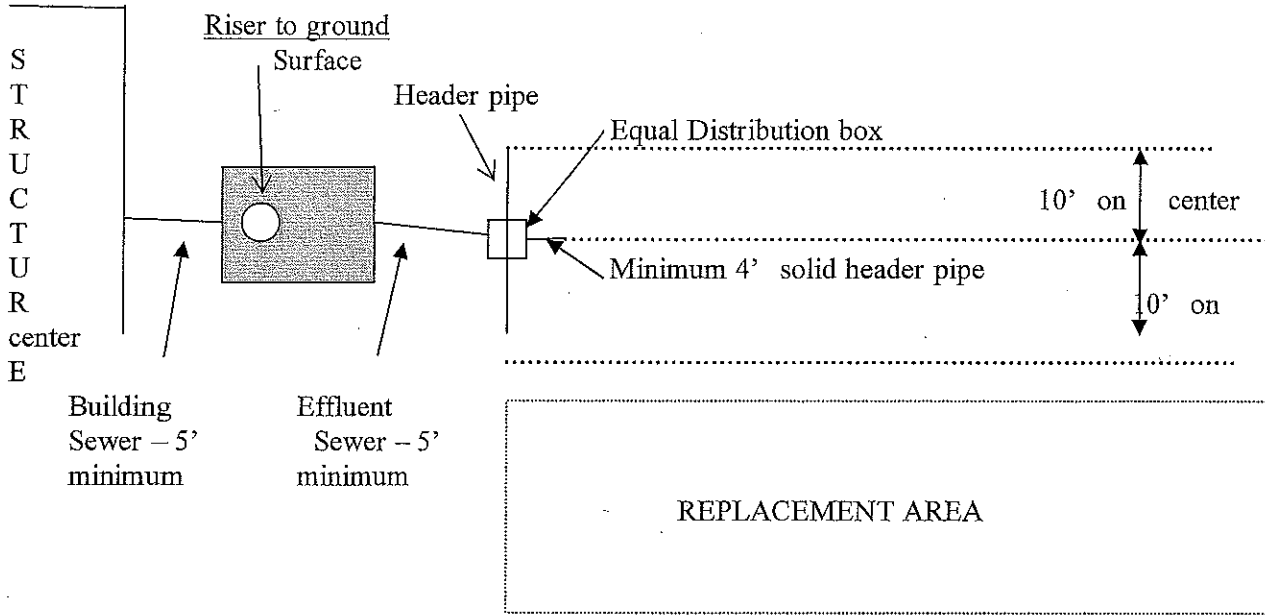 Riser to ground
Surface
S
T
R
U
C
T
U
R
center
E
Header pipe
Equal Distribution box
10’ on center
Minimum 4’ solid header pipe
10’ on
Building
Sewer – 5’
minimum
Effluent
Sewer – 5’
minimum
REPLACEMENT AREA